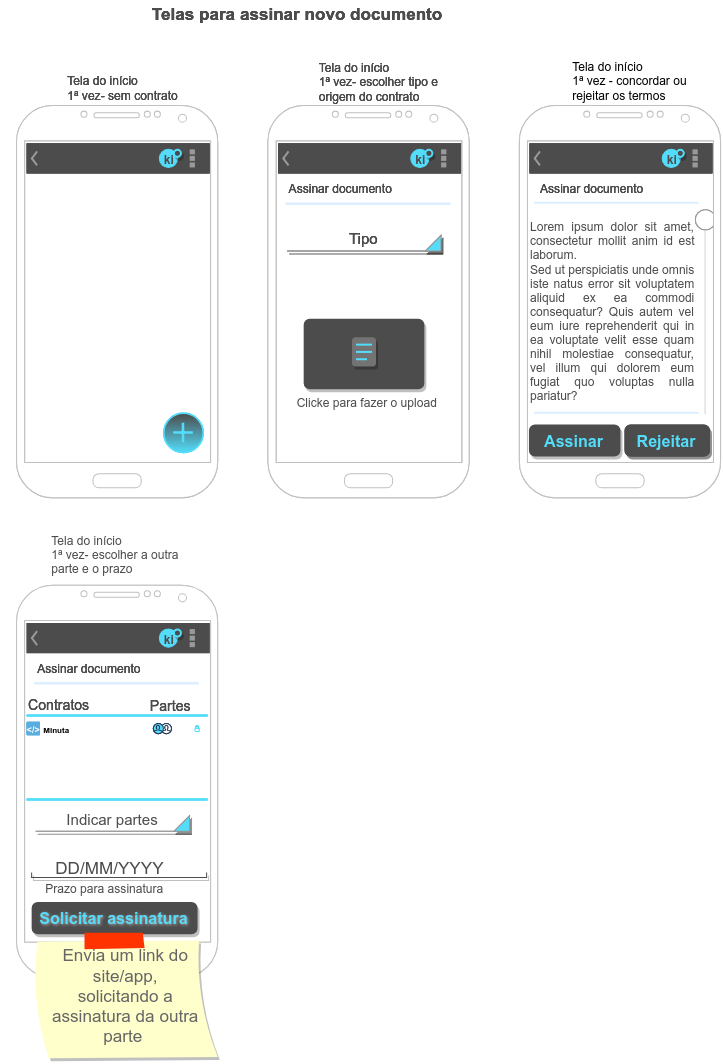 Telas para assinar novo documento
Tela do início
1ª vez- sem contrato
Tela do início
1ª vez- escolher tipo e
origem do contrato
Tela do início
1ª vez - concordar ou
rejeitar os termos
kl
kl
kl
Assinar documento
Tipo
Clicke para fazer o upload
Assinar documento
Lorem ipsum dolor sit amet,
consectetur mollit anim id est
laborum.
Sed ut perspiciatis unde omnis
iste natus error sit voluptatem
aliquid ex ea commodi
consequatur? Quis autem vel
eum iure reprehenderit qui in
ea voluptate velit esse quam
nihil molestiae consequatur,
vel illum qui dolorem eum
fugiat quo voluptas nulla
pariatur?
Assinar Rejeitar
Tela do início
1ª vez- escolher a outra
parte e o prazo
kl
Assinar documento
Contratos Partes
</> Minuta
Indicar partes
DD/MM/YYYY
Prazo para assinatura
Solicitar assinatura
Envia um link do
site/app,
solicitando a
assinatura da outra
parte